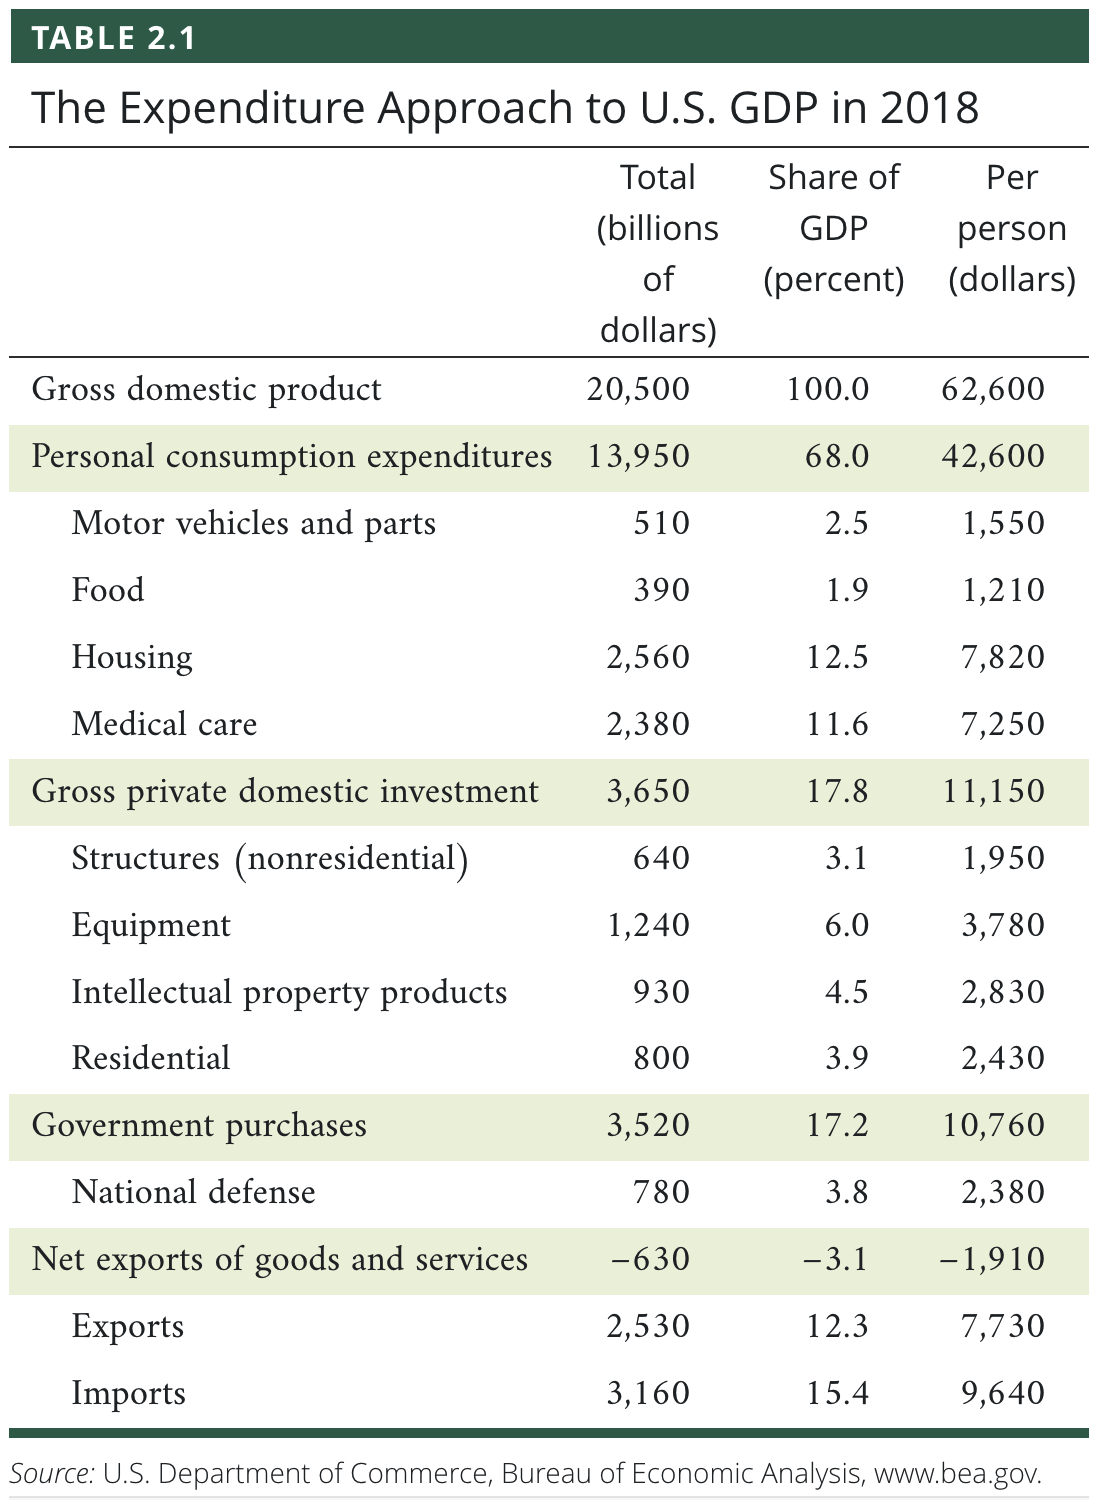 TABLE 2.1
The Expenditure Approach to U.S. GDP in 2018
Total (billions of dollars) Share of GDP (percent) Per person (dollars)
Gross domestic product 20,500 100.0 62,600
Personal consumption expenditures 13,950 68.0 42,600
Motor vehicles and parts 510 2.5 1,550
Food 390 1.9 1,210
Housing 2,560 12.5 7,820
Medical care 2,380 11.6 7,250
Gross private domestic investment 3,650 17.8 11,150
Structures (nonresidential) 640 3.1 1,950
Equipment 1,240 6.0 3,780
Intellectual property products 930 4.5 2,830
Residential 800 3.9 2,430
Government purchases 3,520 17.2 10,760
National defense 780 3.8 2,380
Net exports of goods and services −630 −3.1 −1,910
Exports 2,530 12.3 7,730
Imports 3,160 15.4 9,640
Source: U.S. Department of Commerce, Bureau of Economic Analysis, www.bea.gov.